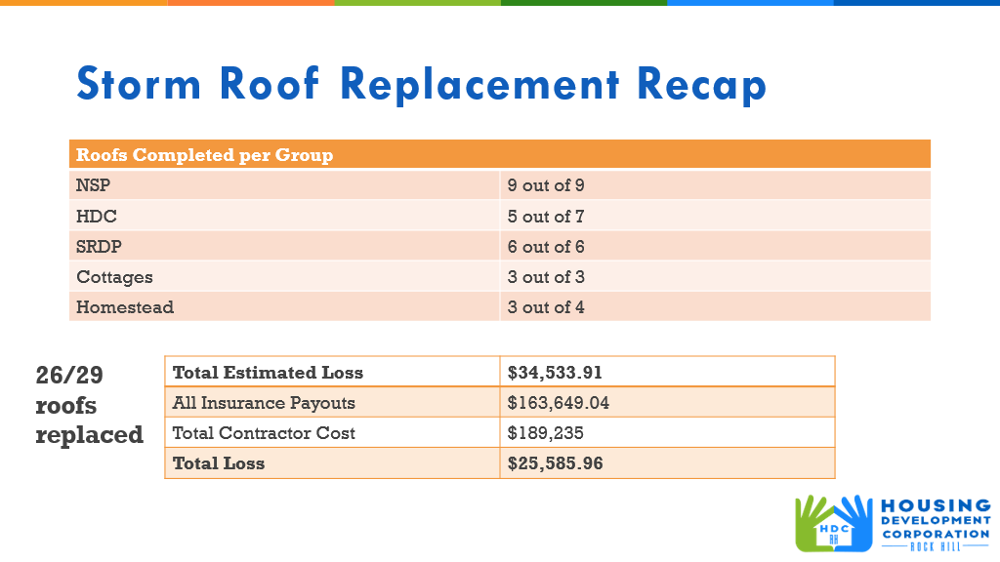 Storm Roof Replacement Recap
Roofs Completed per Group
NSP 9 out of 9
HDC 5 out of 7
SRDP 6 out of 6
Cottages 3 out of 3
Homestead 3 out of 4
26/29
roofs
replaced
Total Estimated Loss $34,533.91
All Insurance Payouts $163,649.04
Total Contractor Cost $189,235
Total Loss $25,585.96
HDC
RH
HOUSING
DEVELOPMENT
CORPORATION
ROCK HILL